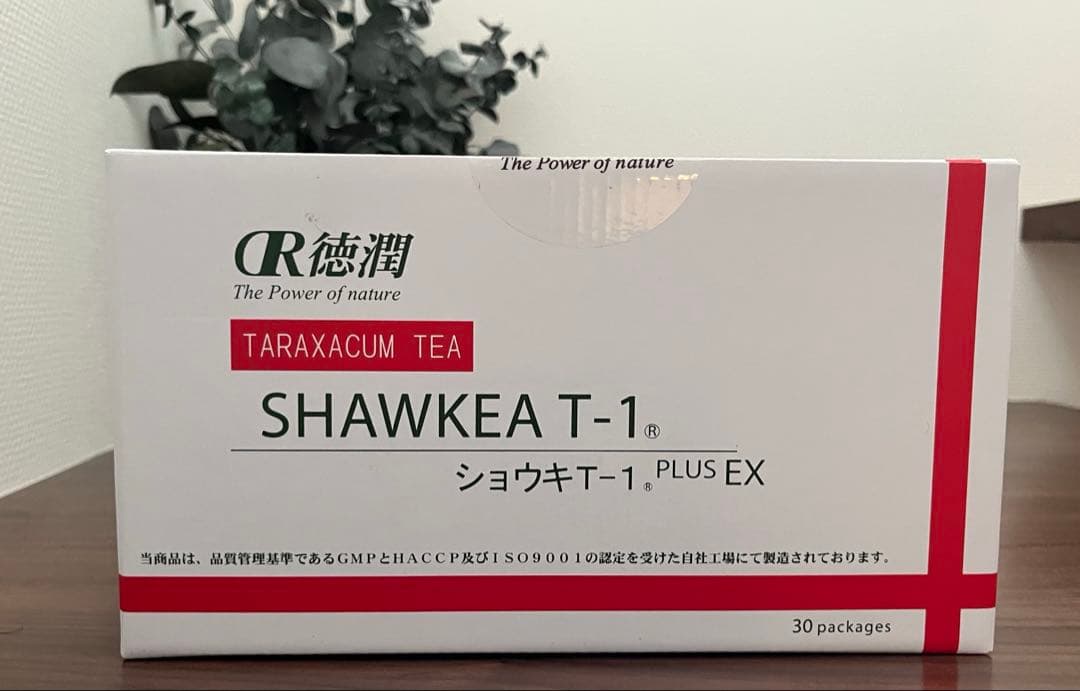 The Power of nature
DR徳潤
The Power of nature
TARAXACUM TEA
SHAWKEA T-1®
ショウキT-1® PLUS EX
当商品は、品質管理基準であるGMPとHACCP及びISO9001の認定を受けた自社工場にて製造されております。
30 packages